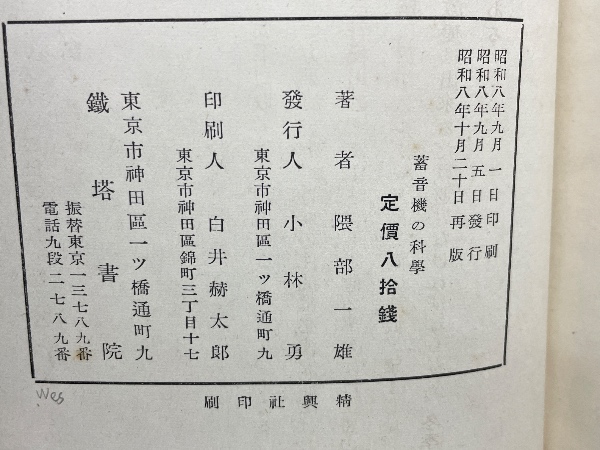 昭和八年九月一日印刷
昭和八年九月五日發行
昭和八年十月二十日再版
蓄音機の科學
定價八拾錢
著者 隈部一雄
發行人 小林勇
東京市神田區一ツ橋通町九
印刷人 白井赫太郎
東京市神田區錦町三丁目十七
東京市神田區一ツ橋通町九
鐵塔書院
振替東京一三七八九番
電話九段二七八九番
精興社印刷
Wes